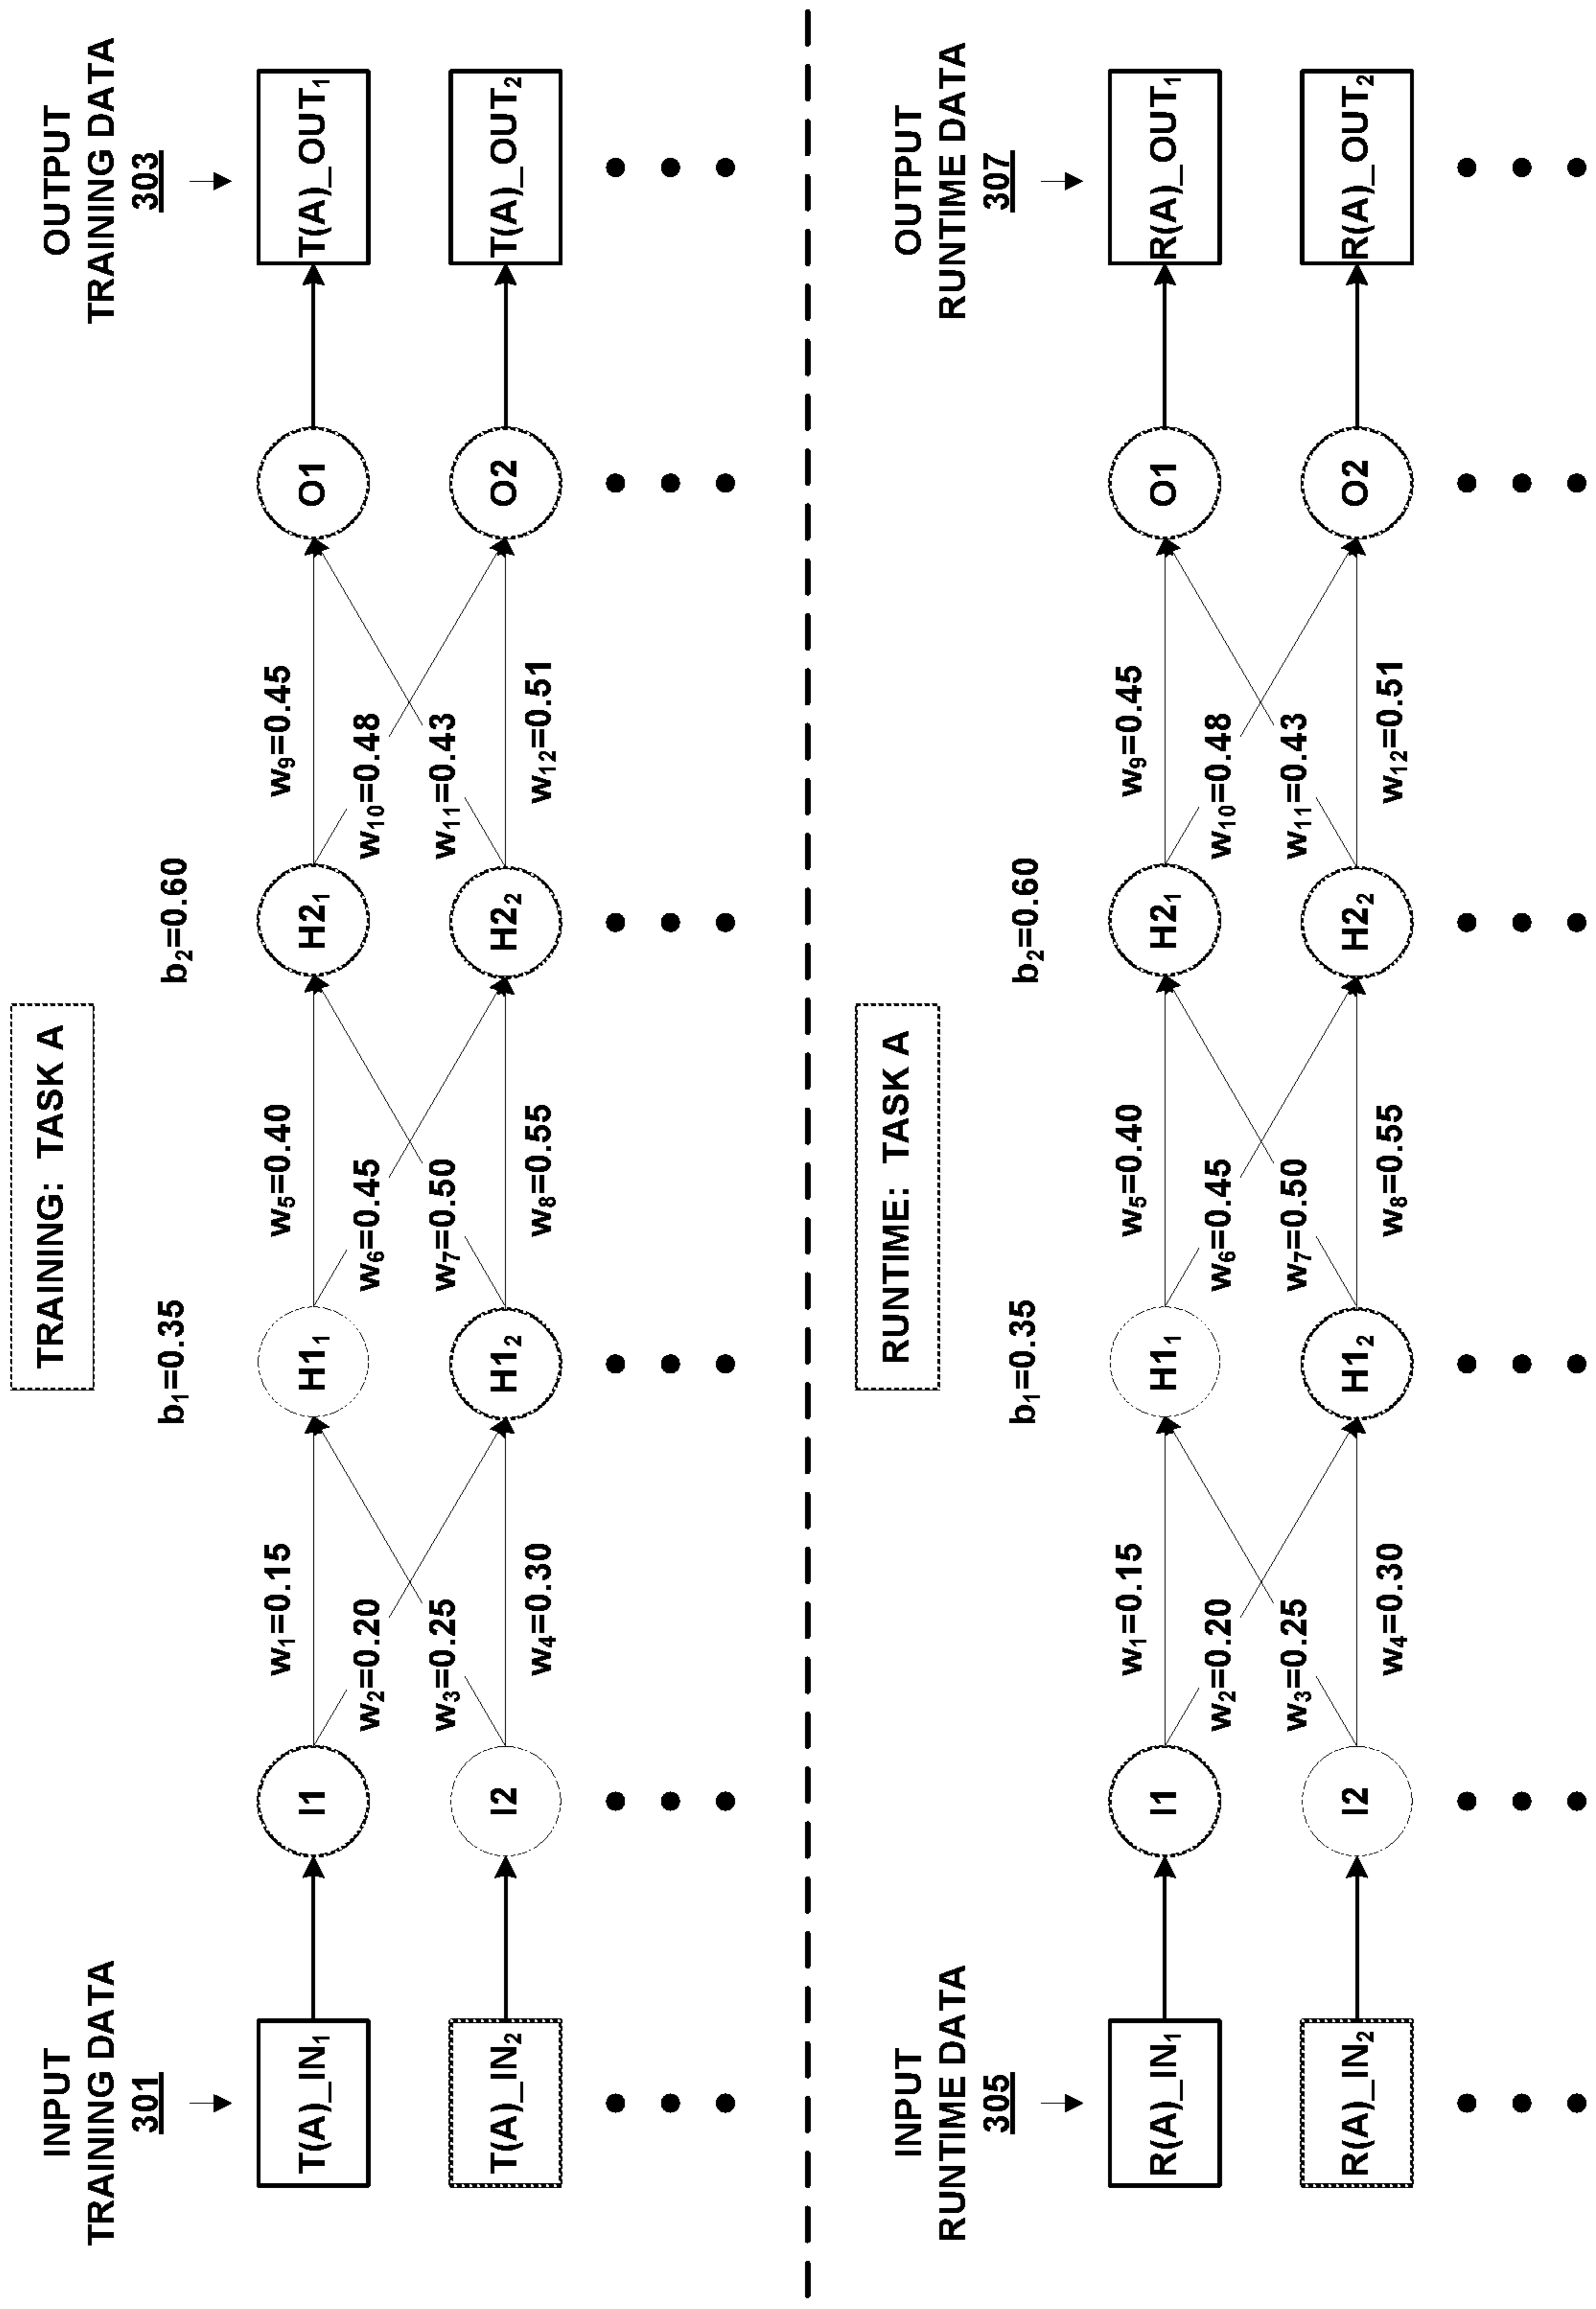 TRAINING: TASK A
INPUT
TRAINING DATA
301
OUTPUT
TRAINING DATA
303
b₁=0.35
b₂=0.60
T(A)_IN₁
I1
w₁=0.15
H1₁
w₅=0.40
H2₁
w₉=0.45
O1
T(A)_OUT₁
w₂=0.20
w₆=0.45
w₁₀=0.48
w₃=0.25
w₇=0.50
w₁₁=0.43
T(A)_IN₂
I2
w₄=0.30
H1₂
w₈=0.55
H2₂
w₁₂=0.51
O2
T(A)_OUT₂
RUNTIME: TASK A
INPUT
RUNTIME DATA
305
OUTPUT
RUNTIME DATA
307
b₁=0.35
b₂=0.60
R(A)_IN₁
I1
w₁=0.15
H1₁
w₅=0.40
H2₁
w₉=0.45
O1
R(A)_OUT₁
w₂=0.20
w₆=0.45
w₁₀=0.48
w₃=0.25
w₇=0.50
w₁₁=0.43
R(A)_IN₂
I2
w₄=0.30
H1₂
w₈=0.55
H2₂
w₁₂=0.51
O2
R(A)_OUT₂